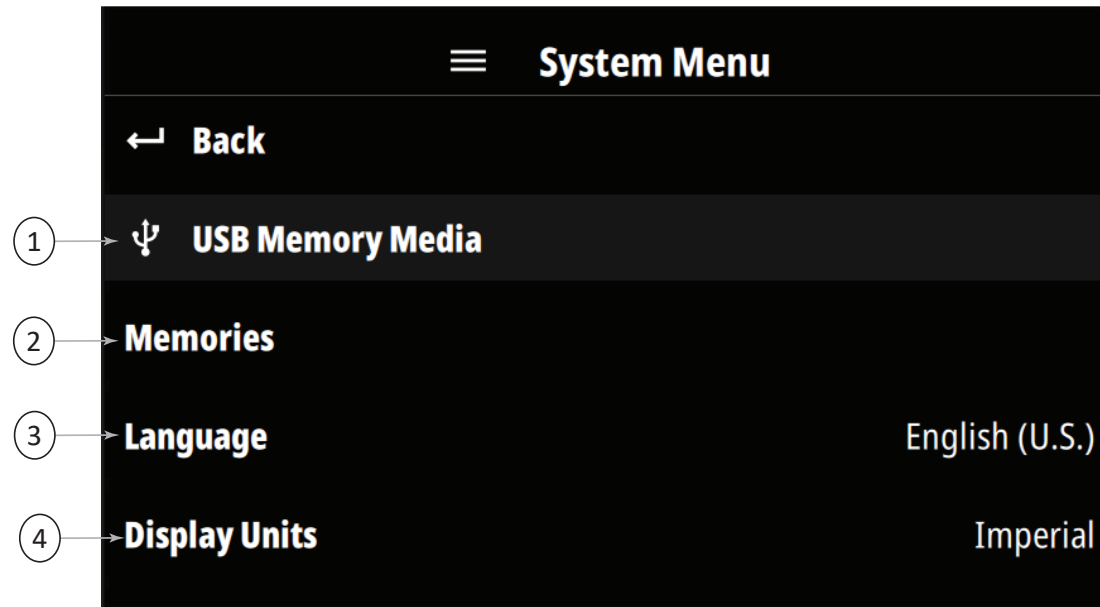 System Menu
Back
1 USB Memory Media
2 Memories
3 Language English (U.S.)
4 Display Units Imperial